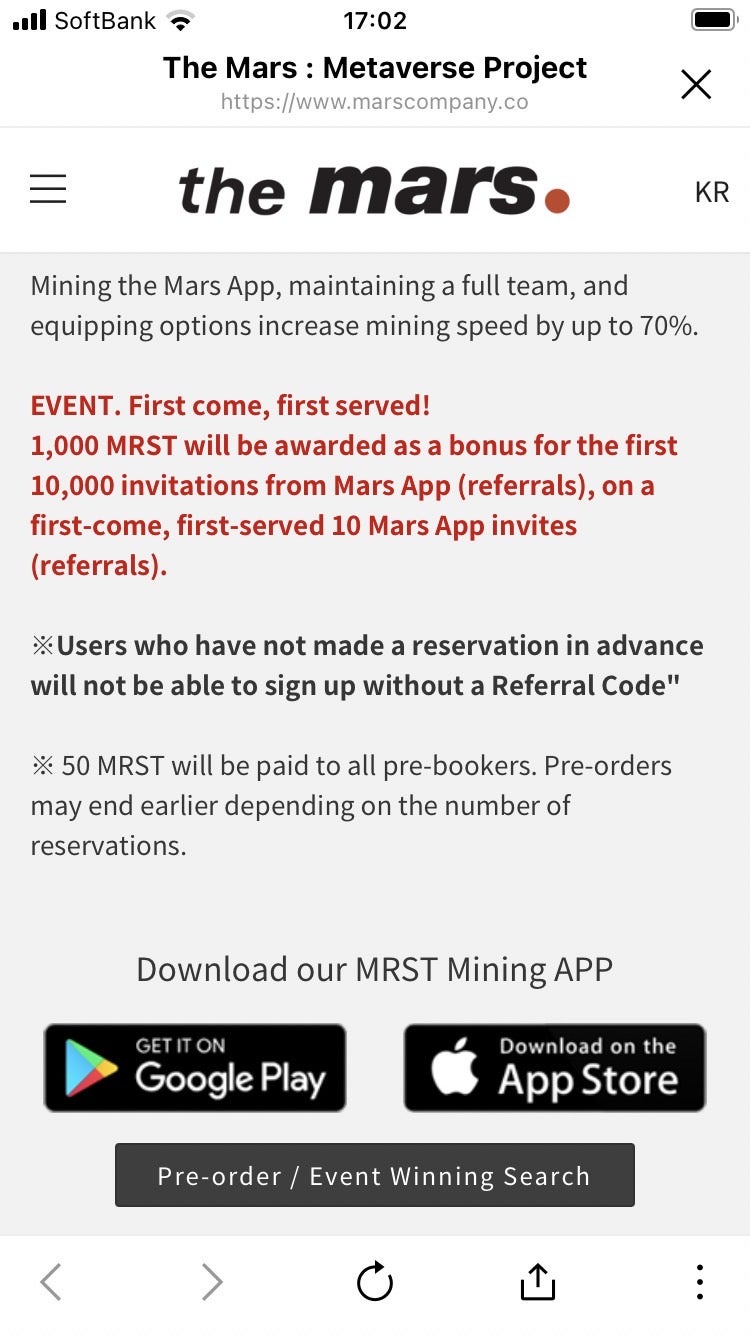 SoftBank 17:02
The Mars : Metaverse Project
https://www.marscompany.co
the mars. KR
Mining the Mars App, maintaining a full team, and
equipping options increase mining speed by up to 70%.
EVENT. First come, first served!
1,000 MRST will be awarded as a bonus for the first
10,000 invitations from Mars App (referrals), on a
first-come, first-served 10 Mars App invites
(referrals).
※Users who have not made a reservation in advance
will not be able to sign up without a Referral Code"
※ 50 MRST will be paid to all pre-bookers. Pre-orders
may end earlier depending on the number of
reservations.
Download our MRST Mining APP
GET IT ON
Google Play
Download on the
App Store
Pre-order / Event Winning Search